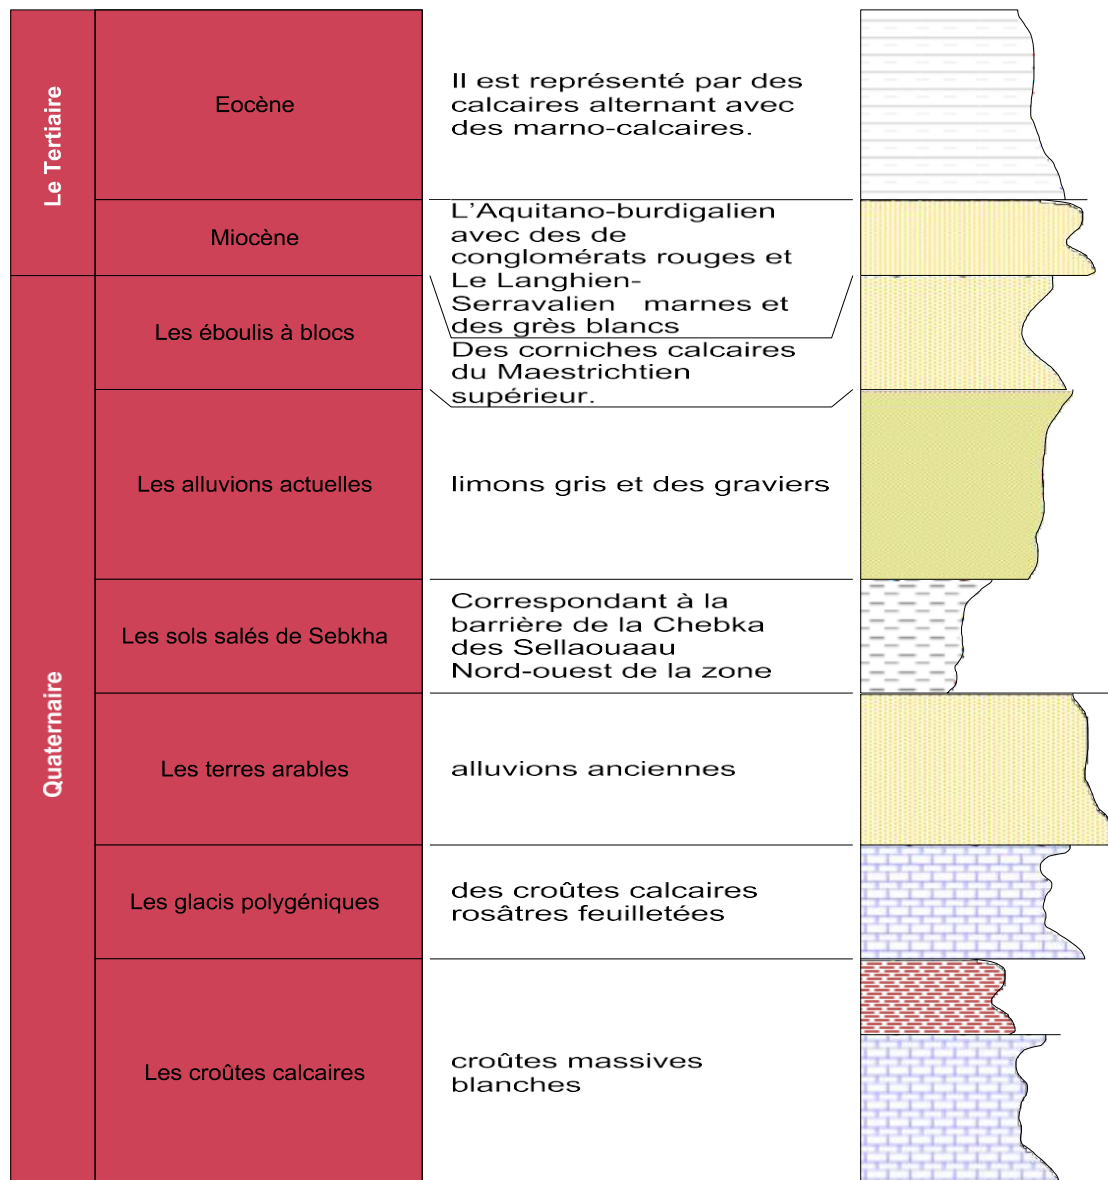 Le Tertiaire
Eocène
Il est représenté par des
calcaires alternant avec
des marno-calcaires.
Miocène
L'Aquitano-burdigalien
avec des de
conglomérats rouges et
Le Langhien-
Serravalien marnes et
des grès blancs
Quaternaire
Les éboulis à blocs
Des corniches calcaires
du Maestrichtien
supérieur.
Les alluvions actuelles
limons gris et des graviers
Les sols salés de Sebkha
Correspondant à la
barrière de la Chebka
des Sellaouaau
Nord-ouest de la zone
Les terres arables
alluvions anciennes
Les glacis polygéniques
des croûtes calcaires
rosâtres feuilletées
Les croûtes calcaires
croûtes massives
blanches